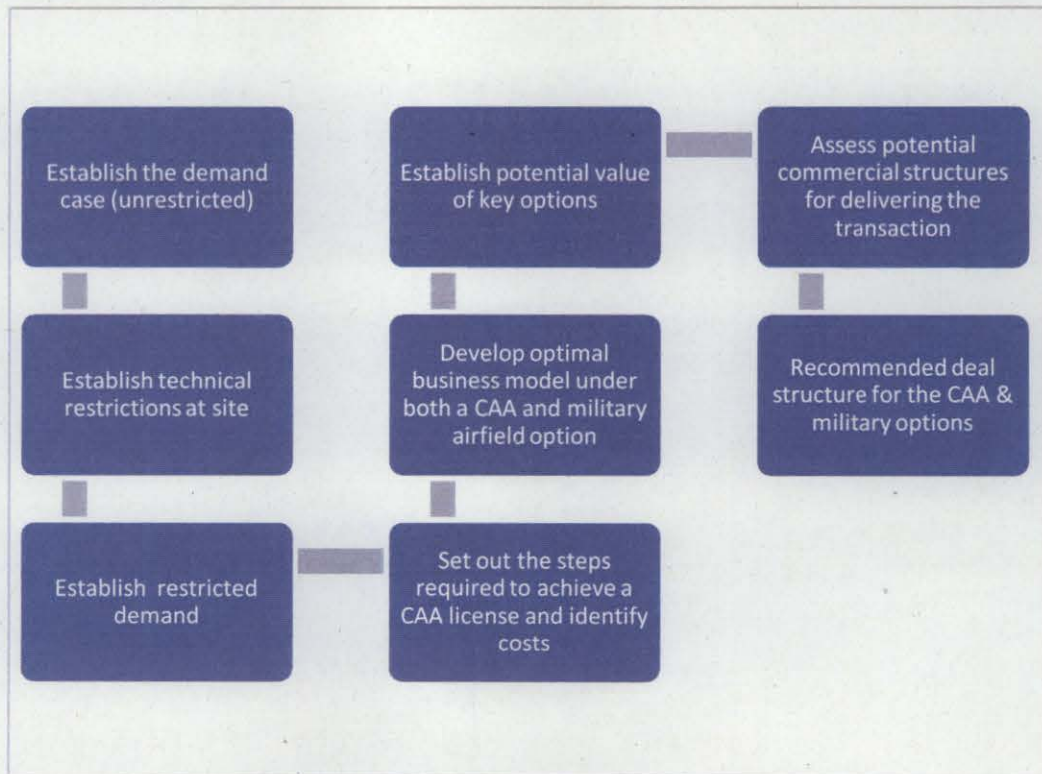 Establish the demand
case (unrestricted)
Establish technical
restrictions at site
Establish restricted
demand
Set out the steps
required to achieve a
CAA license and identify
costs
Develop optimal
business model under
both a CAA and military
airfield option
Establish potential value
of key options
Assess potential
commercial structures
for delivering the
transaction
Recommended deal
structure for the CAA &
military options